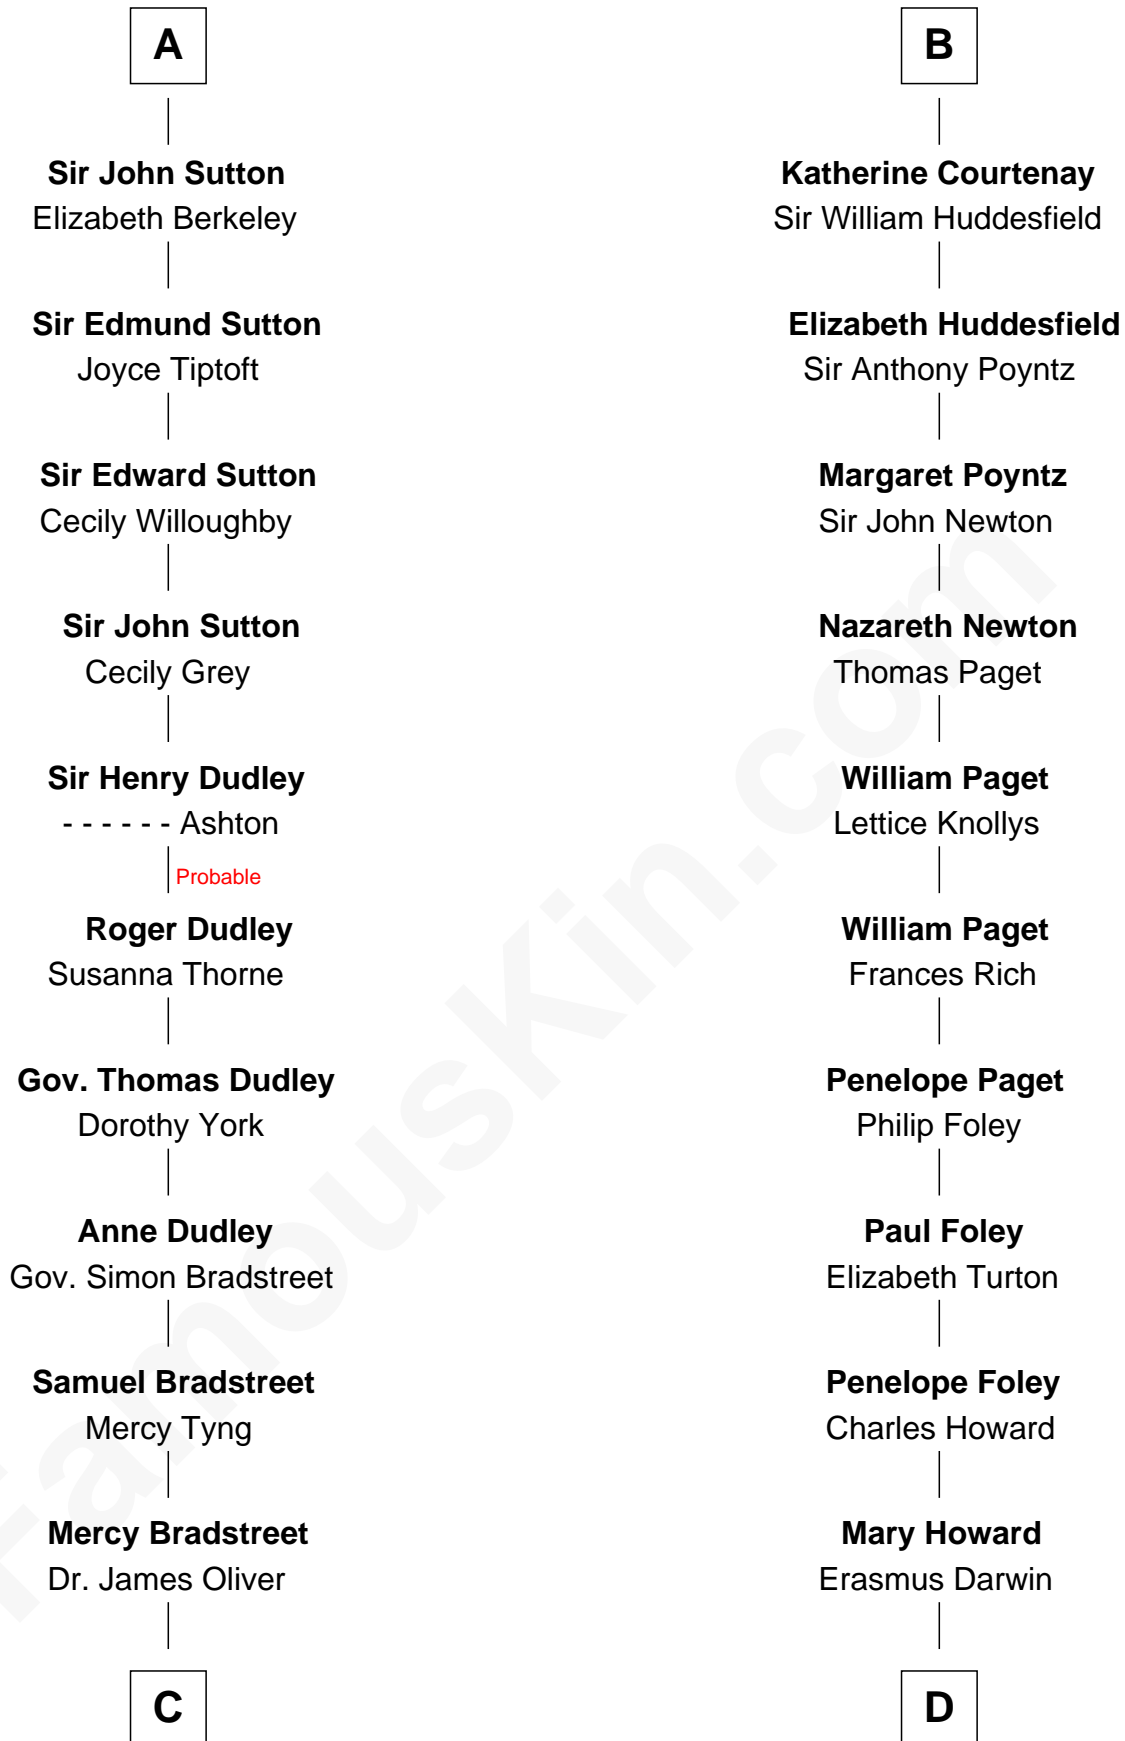 A
Sir John Sutton
Elizabeth Berkeley
Sir Edmund Sutton
Joyce Tiptoft
Sir Edward Sutton
Cecily Willoughby
Sir John Sutton
Cecily Grey
Sir Henry Dudley
- - - - - - Ashton
Probable
Roger Dudley
Susanna Thorne
Gov. Thomas Dudley
Dorothy York
Anne Dudley
Gov. Simon Bradstreet
Samuel Bradstreet
Mercy Tyng
Mercy Bradstreet
Dr. James Oliver
C
B
Katherine Courtenay
Sir William Huddesfield
Elizabeth Huddesfield
Sir Anthony Poyntz
Margaret Poyntz
Sir John Newton
Nazareth Newton
Thomas Paget
William Paget
Lettice Knollys
William Paget
Frances Rich
Penelope Paget
Philip Foley
Paul Foley
Elizabeth Turton
Penelope Foley
Charles Howard
Mary Howard
Erasmus Darwin
D
FamousKin.com